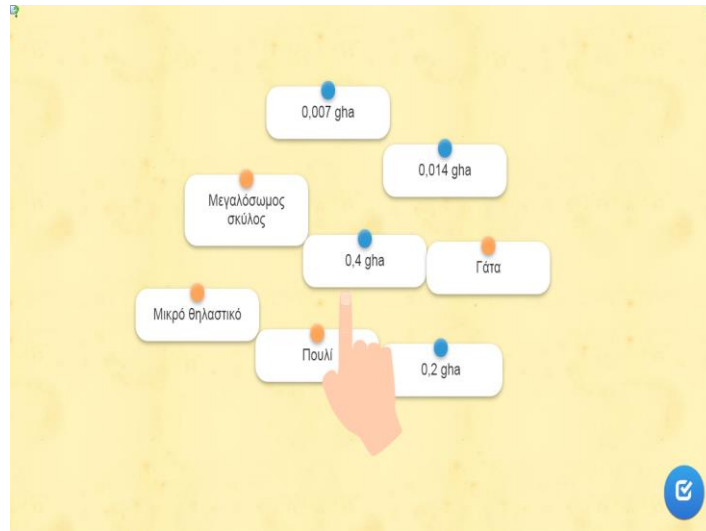 0,007 gha
0,014 gha
Μεγαλόσωμος
σκύλος
0,4 gha
Γάτα
Μικρό θηλαστικό
Πουλί
0,2 gha